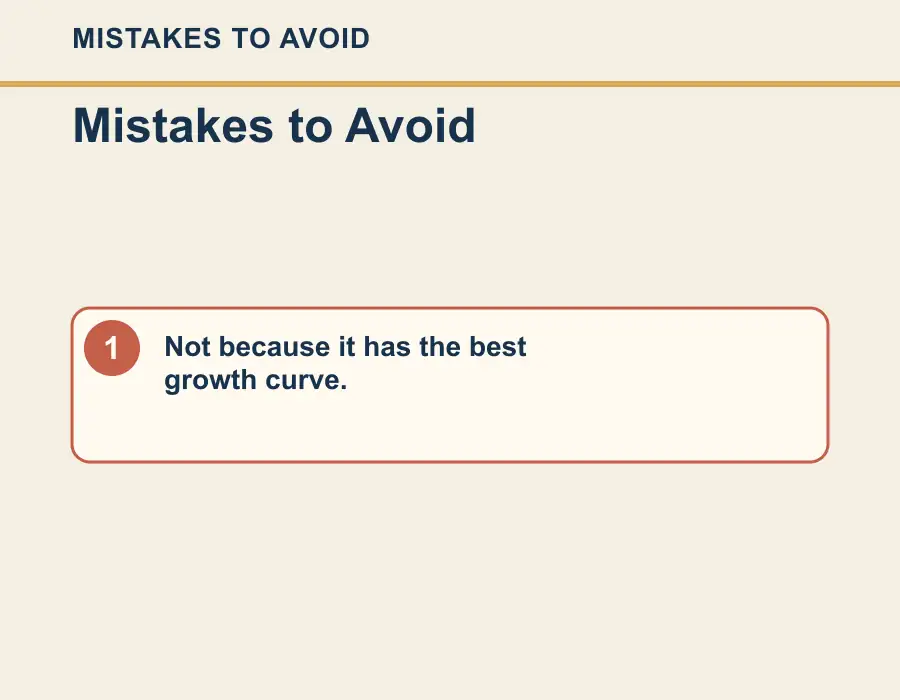 MISTAKES TO AVOID
Mistakes to Avoid
1
Not because it has the best
growth curve.